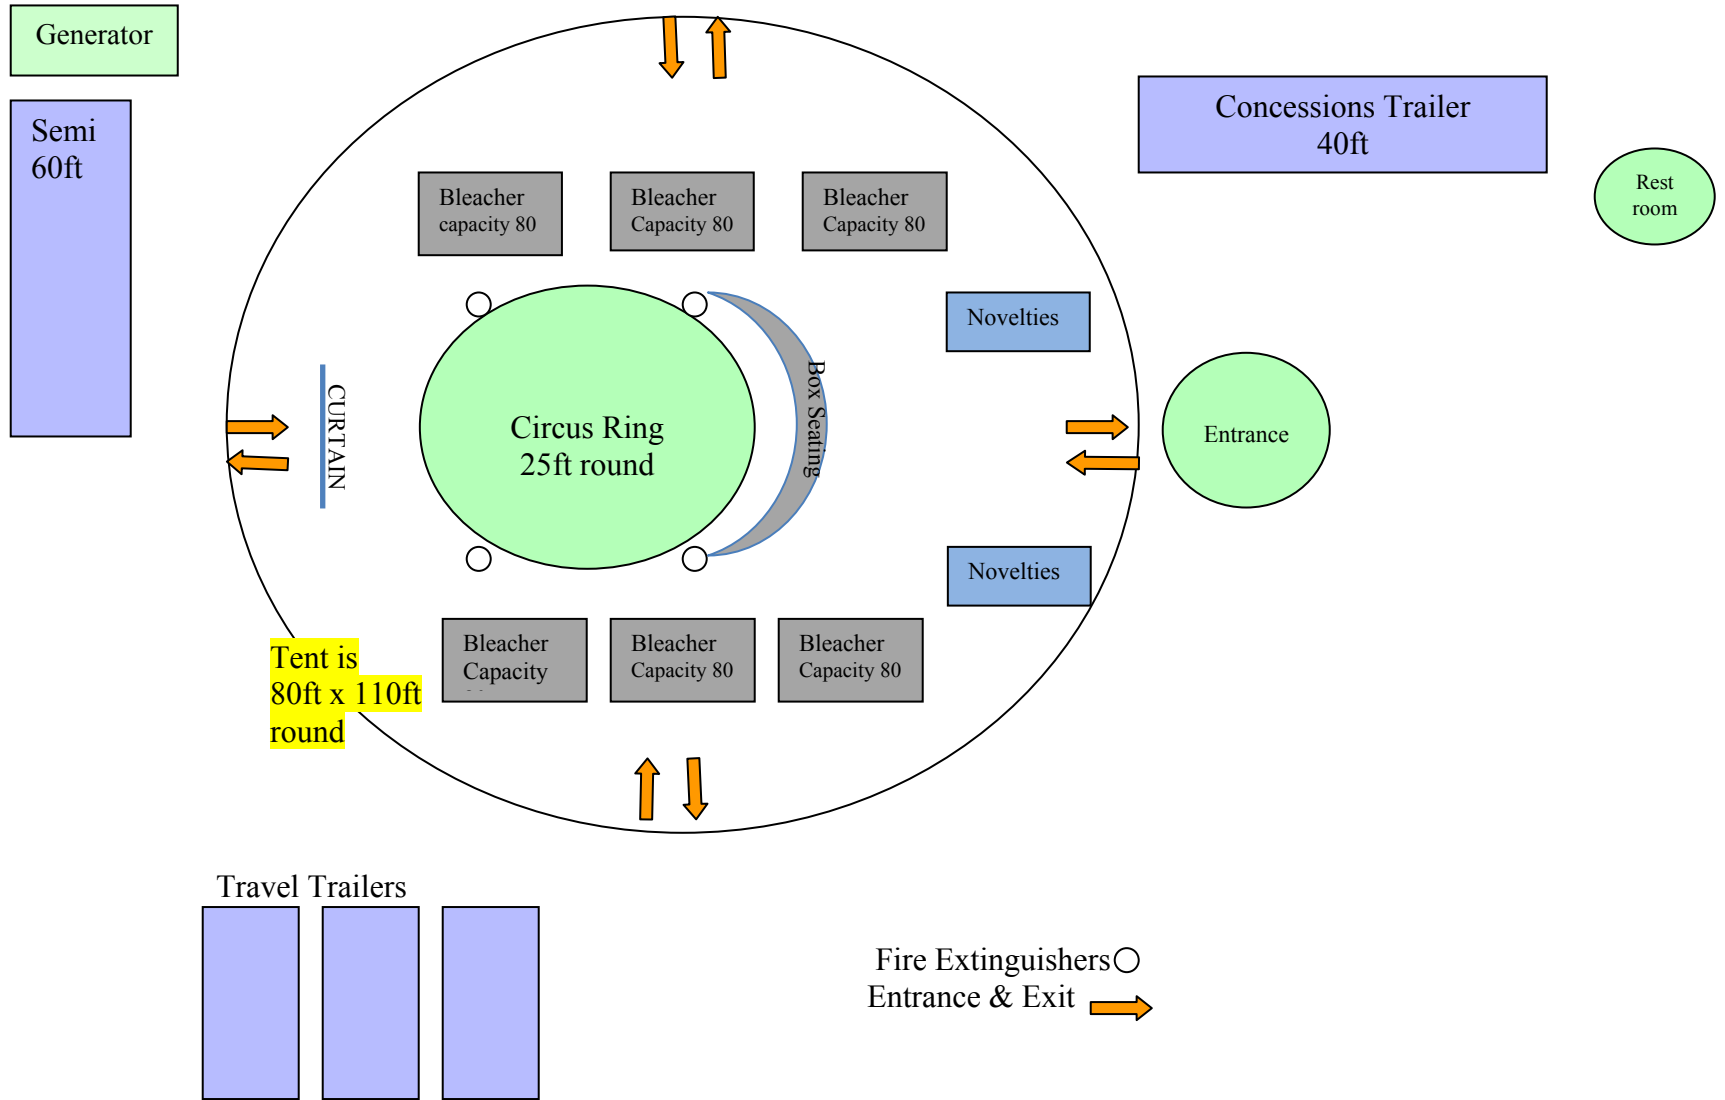 Generator
Semi
60ft
Concessions Trailer
40ft
Rest
room
Bleacher
capacity 80
Bleacher
Capacity 80
Bleacher
Capacity 80
Novelties
CURTAIN
Circus Ring
25ft round
Box Seating
Entrance
Novelties
Tent is
80ft x 110ft
round
Bleacher
Capacity
Bleacher
Capacity 80
Bleacher
Capacity 80
Travel Trailers
Fire Extinguishers
Entrance & Exit